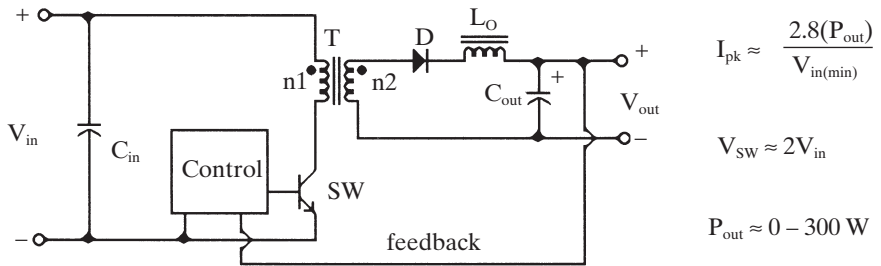 +
V_in
−
C_in
Control
SW
T
n1
n2
D
L_O
C_out
+
+
V_out
−
feedback
I_pk ≈ 2.8(P_out) / V_in(min)
V_SW ≈ 2V_in
P_out ≈ 0 – 300 W